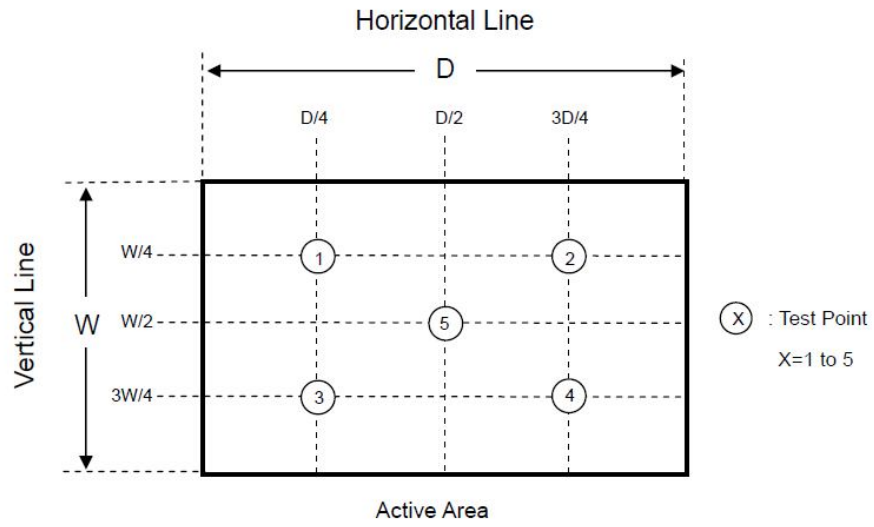 Horizontal Line
D
D/4 D/2 3D/4
W/4
1 2
Vertical Line
W
W/2
5
X : Test Point
X=1 to 5
3W/4
3 4
Active Area